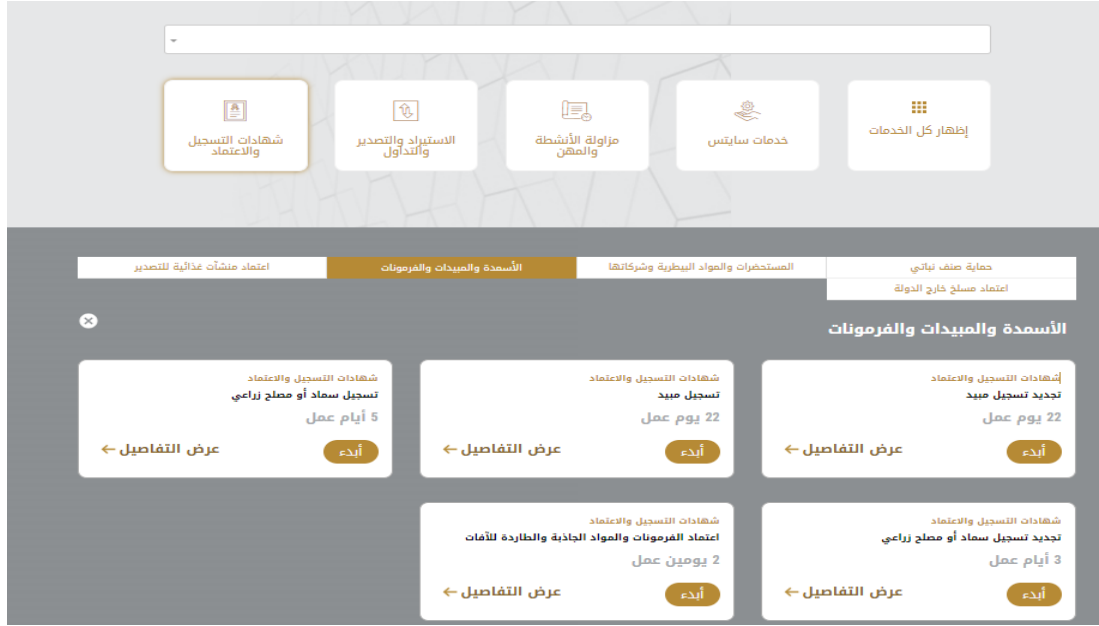 إظهار كل الخدمات
خدمات سايتس
مزاولة الأنشطة
والمهن
الاستيراد والتصدير
والتداول
شهادات التسجيل
والاعتماد
حماية صنف نباتي
المستحضرات والمواد البيطرية وشركاتها
الأسمدة والمبيدات والفرمونات
اعتماد منشآت غذائية للتصدير
اعتماد مسلخ خارج الدولة
الأسمدة والمبيدات والفرمونات
شهادات التسجيل والاعتماد
تجديد تسجيل مبيد
22 يوم عمل
أبدء
عرض التفاصيل
شهادات التسجيل والاعتماد
تسجيل مبيد
22 يوم عمل
أبدء
عرض التفاصيل
شهادات التسجيل والاعتماد
تسجيل سماد أو مصلح زراعي
5 أيام عمل
أبدء
عرض التفاصيل
شهادات التسجيل والاعتماد
تجديد تسجيل سماد أو مصلح زراعي
3 أيام عمل
أبدء
عرض التفاصيل
شهادات التسجيل والاعتماد
اعتماد الفرمونات والمواد الجاذبة والطاردة للآفات
2 يومين عمل
أبدء
عرض التفاصيل